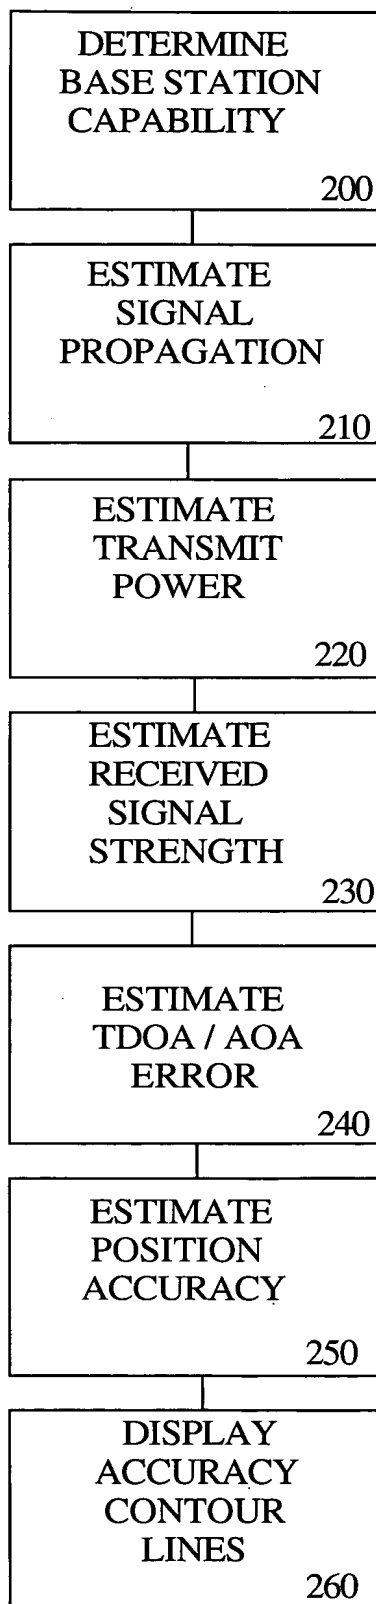 DETERMINE
BASE STATION
CAPABILITY
200
ESTIMATE
SIGNAL
PROPAGATION
210
ESTIMATE
TRANSMIT
POWER
220
ESTIMATE
RECEIVED
SIGNAL
STRENGTH
230
ESTIMATE
TDOA / AOA
ERROR
240
ESTIMATE
POSITION
ACCURACY
250
DISPLAY
ACCURACY
CONTOUR
LINES
260